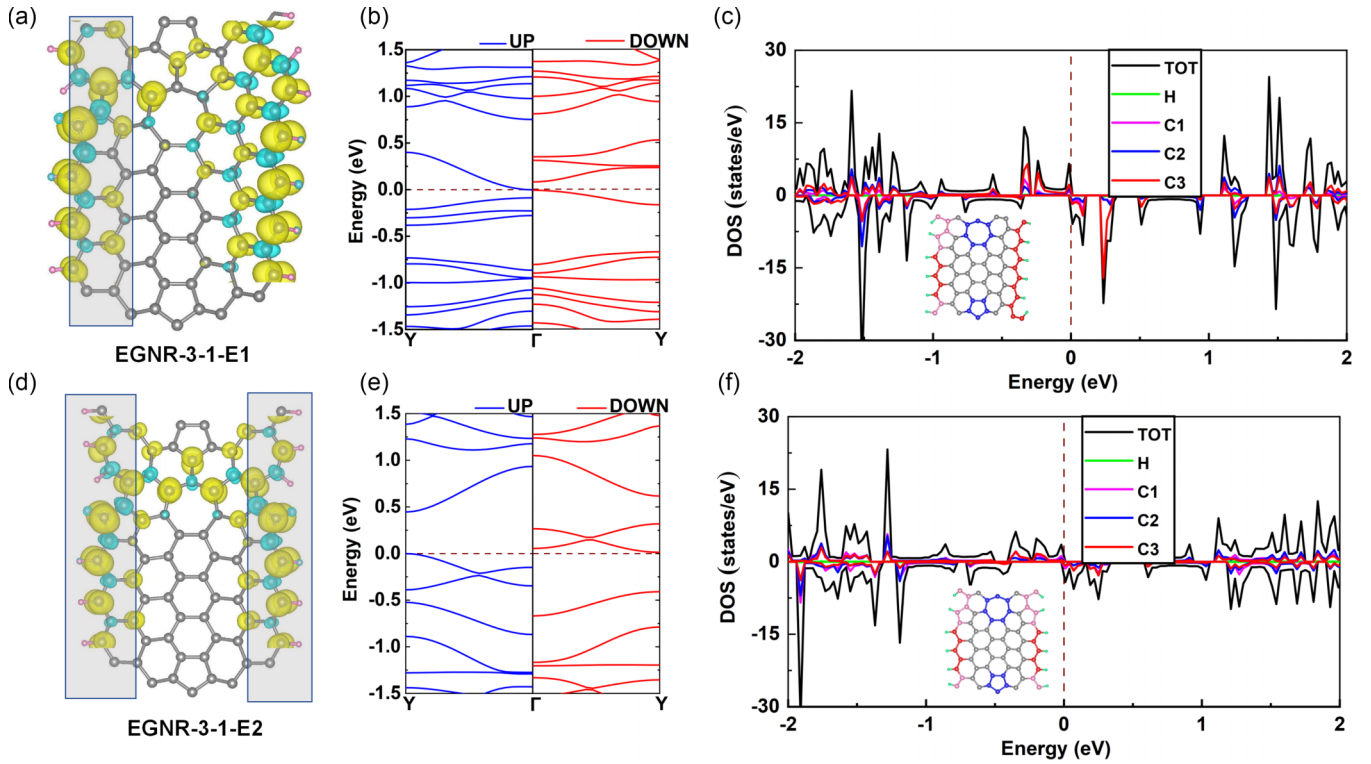 (a)
EGNR-3-1-E1
(b)
UP
DOWN
1.5
1.0
0.5
0.0
-0.5
-1.0
-1.5
Energy (eV)
Y
Γ
Y
(c)
30
15
0
-15
-30
DOS (states/eV)
TOT
H
C1
C2
C3
-2
-1
0
1
2
Energy (eV)
(d)
EGNR-3-1-E2
(e)
UP
DOWN
1.5
1.0
0.5
0.0
-0.5
-1.0
-1.5
Energy (eV)
Y
Γ
Y
(f)
30
15
0
-15
-30
DOS (states/eV)
TOT
H
C1
C2
C3
-2
-1
0
1
2
Energy (eV)